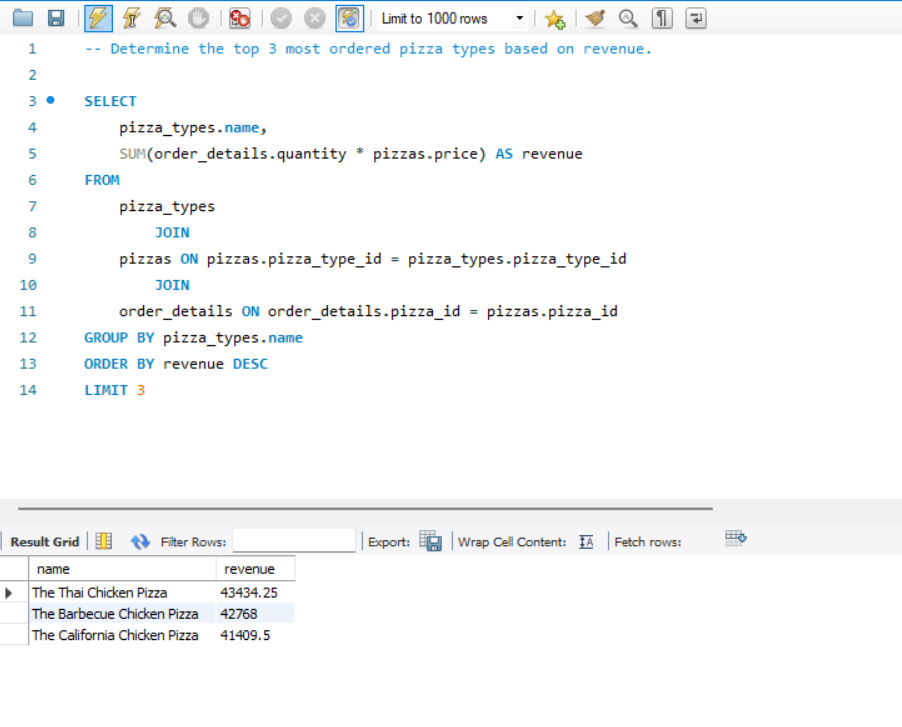 Limit to 1000 rows
1 -- Determine the top 3 most ordered pizza types based on revenue.
2
3 SELECT
4 pizza_types.name,
5 SUM(order_details.quantity * pizzas.price) AS revenue
6 FROM
7 pizza_types
8 JOIN
9 pizzas ON pizzas.pizza_type_id = pizza_types.pizza_type_id
10 JOIN
11 order_details ON order_details.pizza_id = pizzas.pizza_id
12 GROUP BY pizza_types.name
13 ORDER BY revenue DESC
14 LIMIT 3
Result Grid Filter Rows: Export: Wrap Cell Content: Fetch rows:
name revenue
The Thai Chicken Pizza 43434.25
The Barbecue Chicken Pizza 42768
The California Chicken Pizza 41409.5